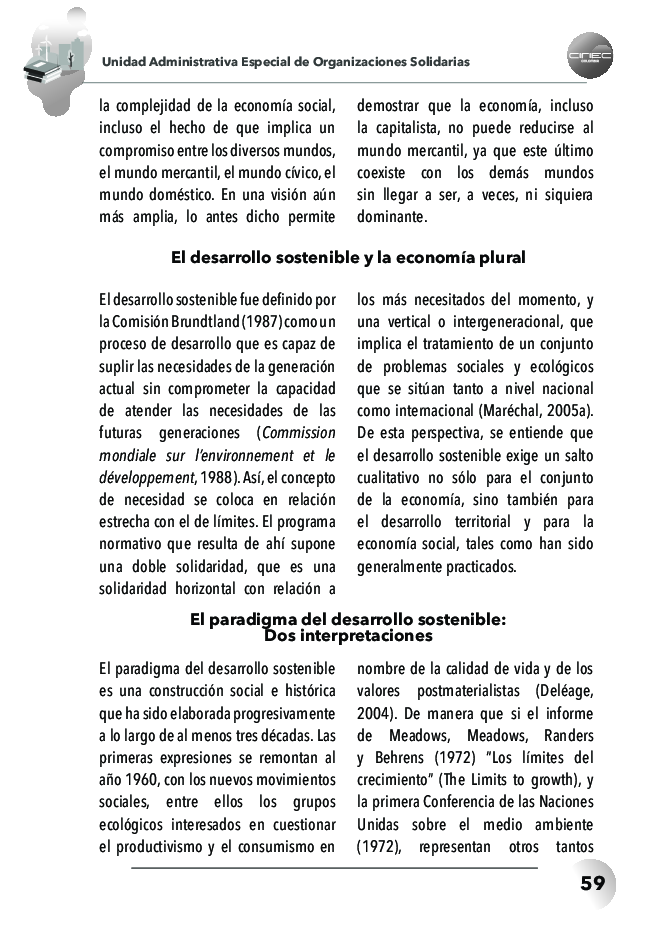 Unidad Administrativa Especial de Organizaciones Solidarias
CIRIEC
COLOMBIA
la complejidad de la economía social,
incluso el hecho de que implica un
compromiso entre los diversos mundos,
el mundo mercantil, el mundo cívico, el
mundo doméstico. En una visión aún
más amplia, lo antes dicho permite
demostrar que la economía, incluso
la capitalista, no puede reducirse al
mundo mercantil, ya que este último
coexiste con los demás mundos
sin llegar a ser, a veces, ni siquiera
dominante.
El desarrollo sostenible y la economía plural
El desarrollo sostenible fue definido por
la Comisión Brundtland (1987) como un
proceso de desarrollo que es capaz de
suplir las necesidades de la generación
actual sin comprometer la capacidad
de atender las necesidades de las
futuras generaciones (Commission
mondiale sur l'environnement et le
développement, 1988). Así, el concepto
de necesidad se coloca en relación
estrecha con el de límites. El programa
normativo que resulta de ahí supone
una doble solidaridad, que es una
solidaridad horizontal con relación a
los más necesitados del momento, y
una vertical o intergeneracional, que
implica el tratamiento de un conjunto
de problemas sociales y ecológicos
que se sitúan tanto a nivel nacional
como internacional (Maréchal, 2005a).
De esta perspectiva, se entiende que
el desarrollo sostenible exige un salto
cualitativo no sólo para el conjunto
de la economía, sino también para
el desarrollo territorial y para la
economía social, tales como han sido
generalmente practicados.
El paradigma del desarrollo sostenible:
Dos interpretaciones
El paradigma del desarrollo sostenible
es una construcción social e histórica
que ha sido elaborada progresivamente
a lo largo de al menos tres décadas. Las
primeras expresiones se remontan al
año 1960, con los nuevos movimientos
sociales, entre ellos los grupos
ecológicos interesados en cuestionar
el productivismo y el consumismo en
nombre de la calidad de vida y de los
valores postmaterialistas (Deléage,
2004). De manera que si el informe
de Meadows, Meadows, Randers
y Behrens (1972) "Los límites del
crecimiento" (The Limits to growth), y
la primera Conferencia de las Naciones
Unidas sobre el medio ambiente
(1972), representan otros tantos
59